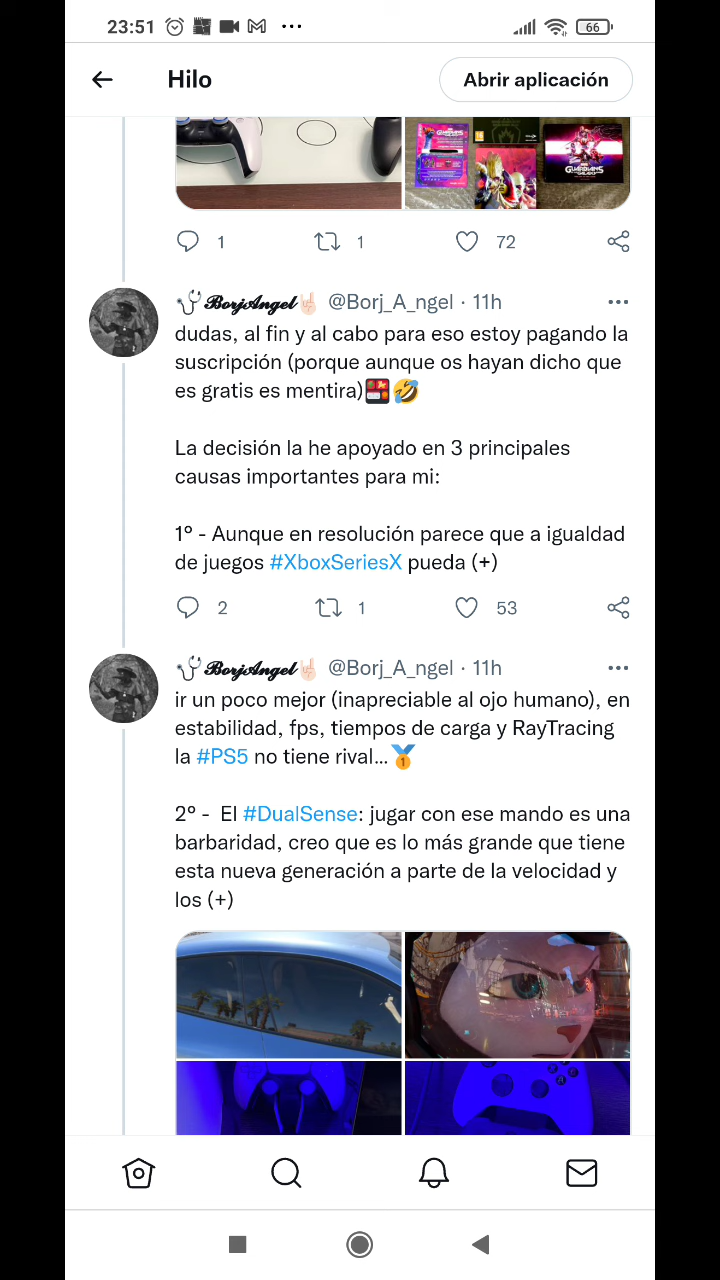 23:51
66
Hilo
Abrir aplicación
GUARDIANS
1
1
72
BorjAngel @Borj_A_ngel · 11h
dudas, al fin y al cabo para eso estoy pagando la
suscripción (porque aunque os hayan dicho que
es gratis es mentira)🍱🤣
La decisión la he apoyado en 3 principales
causas importantes para mi:
1º - Aunque en resolución parece que a igualdad
de juegos #XboxSeriesX pueda (+)
2
1
53
BorjAngel @Borj_A_ngel · 11h
ir un poco mejor (inapreciable al ojo humano), en
estabilidad, fps, tiempos de carga y RayTracing
la #PS5 no tiene rival...🥇
2º - El #DualSense: jugar con ese mando es una
barbaridad, creo que es lo más grande que tiene
esta nueva generación a parte de la velocidad y
los (+)